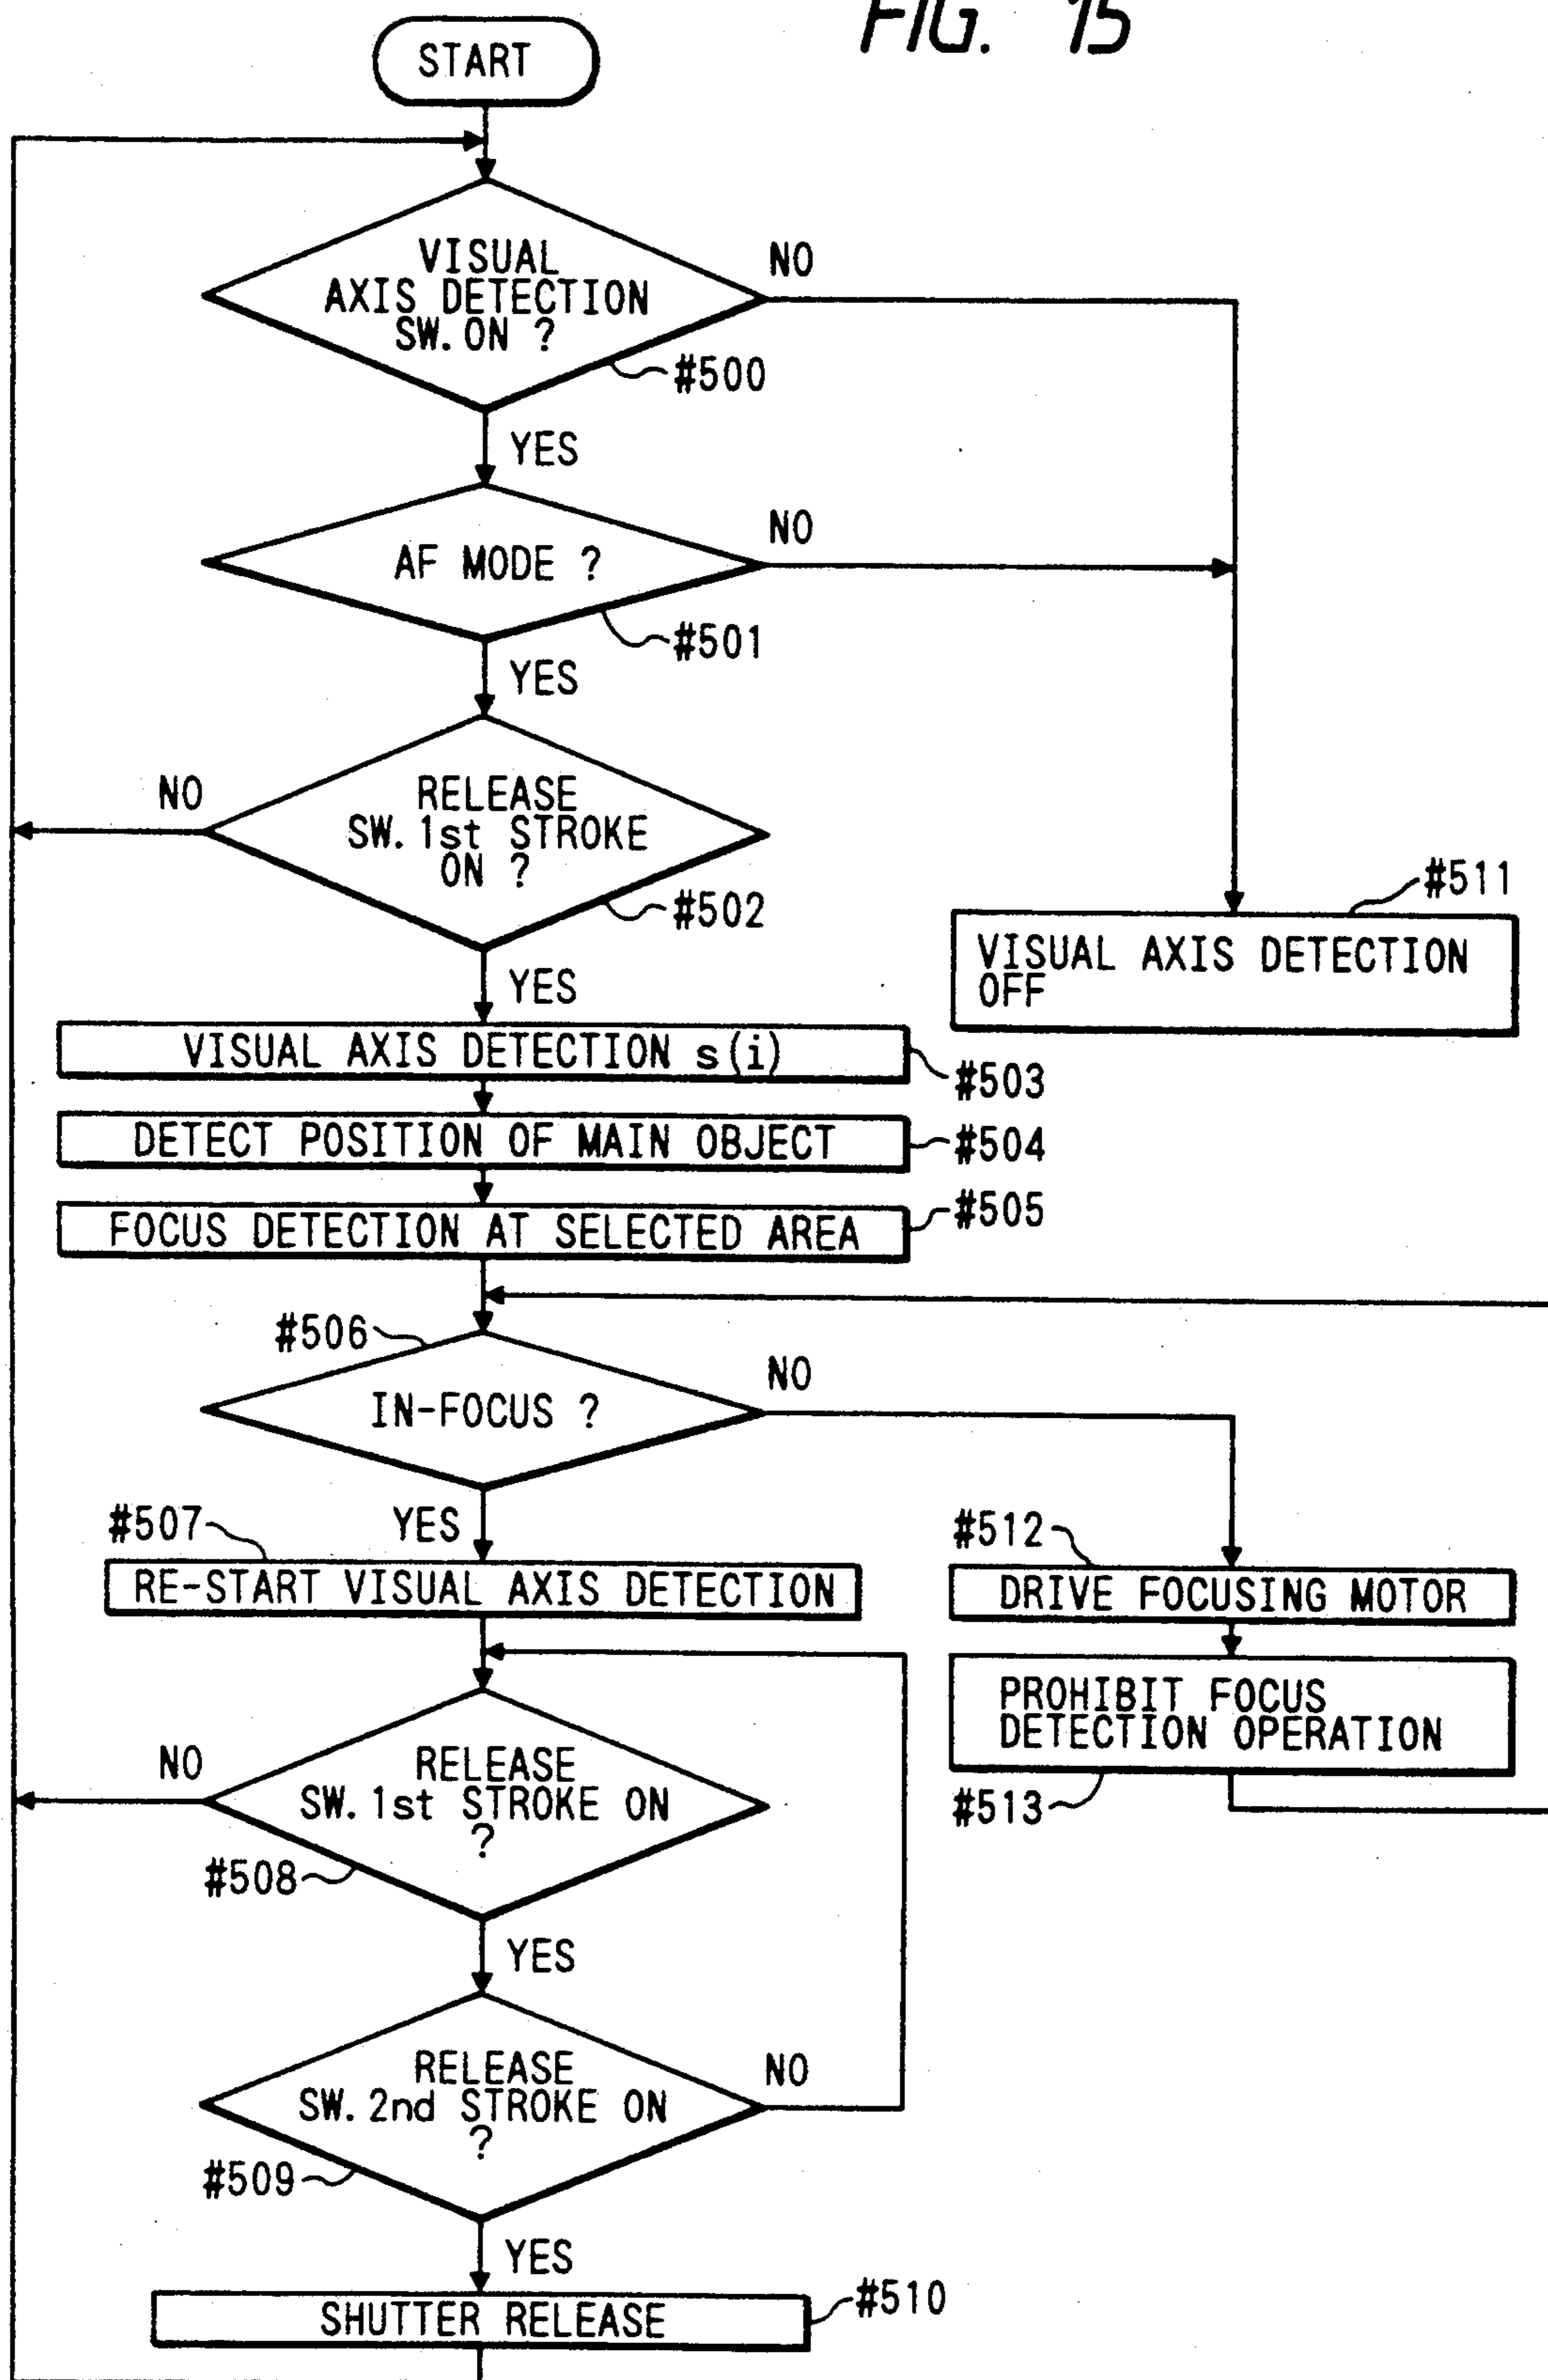 FIG. 15
START
VISUAL
AXIS DETECTION
SW. ON ?
NO
#500
YES
AF MODE ?
NO
#501
YES
RELEASE
SW. 1st STROKE
ON ?
NO
#502
YES
#511
VISUAL AXIS DETECTION
OFF
VISUAL AXIS DETECTION s(i)
#503
DETECT POSITION OF MAIN OBJECT
#504
FOCUS DETECTION AT SELECTED AREA
#505
#506
IN-FOCUS ?
NO
YES
#507
RE-START VISUAL AXIS DETECTION
#512
DRIVE FOCUSING MOTOR
PROHIBIT FOCUS
DETECTION OPERATION
#513
NO
RELEASE
SW. 1st STROKE ON
?
#508
YES
RELEASE
SW. 2nd STROKE ON
?
NO
#509
YES
SHUTTER RELEASE
#510